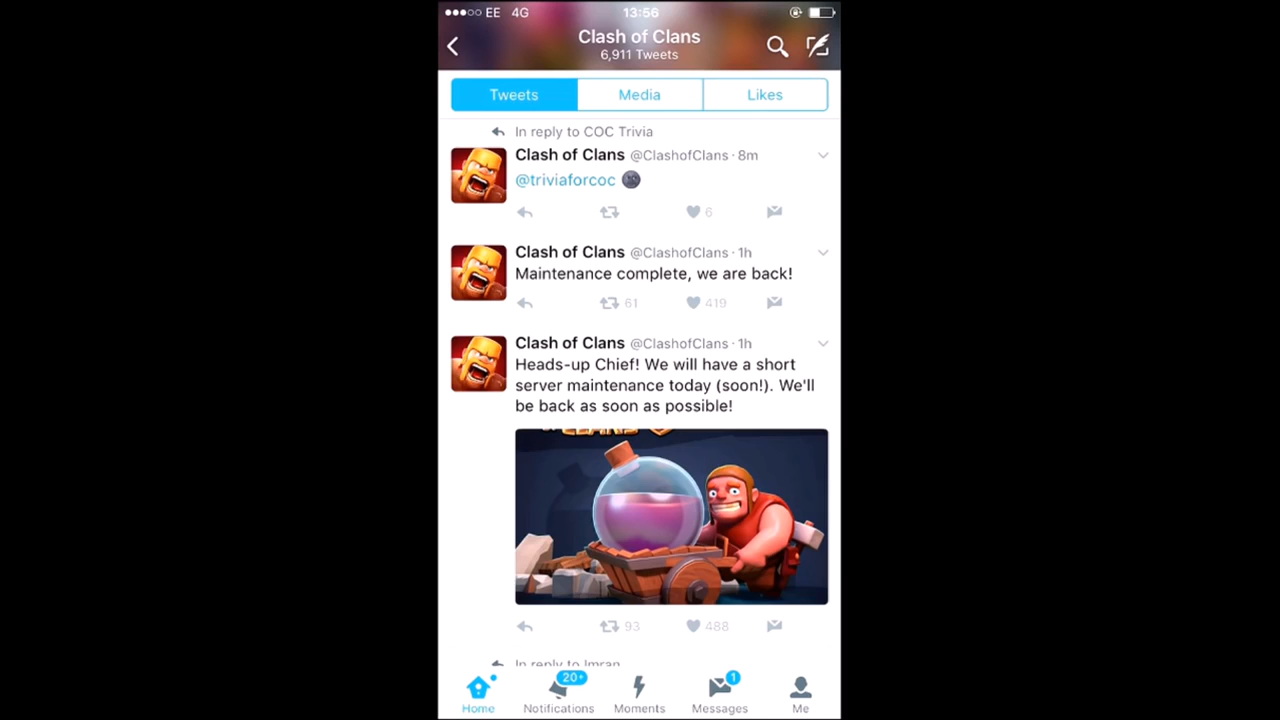 EE 4G 13:56
Clash of Clans
6,911 Tweets
Tweets Media Likes
In reply to COC Trivia
Clash of Clans @ClashofClans · 8m
@triviaforcoc
6
Clash of Clans @ClashofClans · 1h
Maintenance complete, we are back!
61 419
Clash of Clans @ClashofClans · 1h
Heads-up Chief! We will have a short
server maintenance today (soon!). We'll
be back as soon as possible!
93 488
In reply to Imran
20+ 1
Home Notifications Moments Messages Me